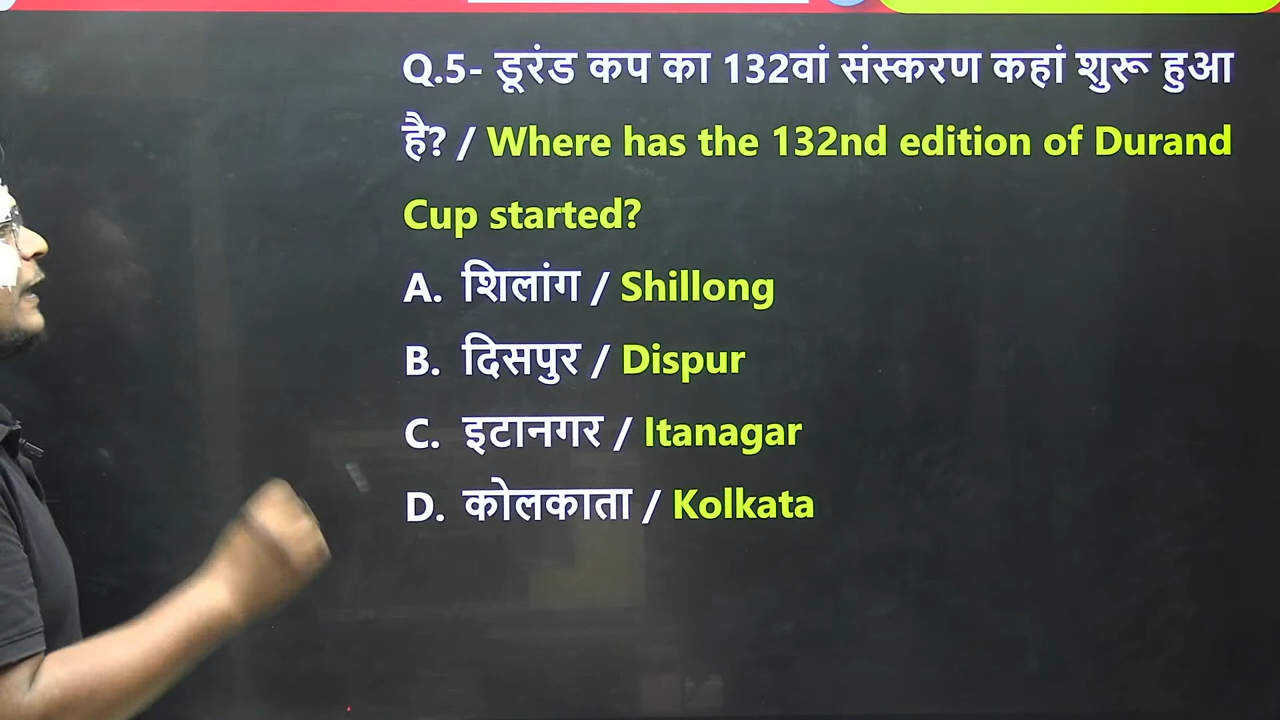 Q.5- डूरंड कप का 132वां संस्करण कहां शुरू हुआ
है? / Where has the 132nd edition of Durand
Cup started?
A. शिलांग / Shillong
B. दिसपुर / Dispur
C. इटानगर / Itanagar
D. कोलकाता / Kolkata